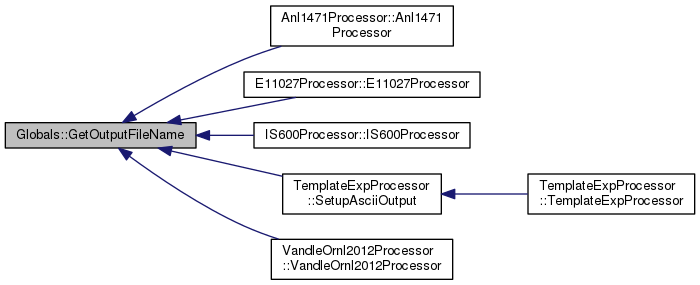 Anl1471Processor::Anl1471
Processor
E11027Processor::E11027Processor
Globals::GetOutputFileName
IS600Processor::IS600Processor
TemplateExpProcessor
::SetupAsciiOutput
TemplateExpProcessor
::TemplateExpProcessor
VandleOrnl2012Processor
::VandleOrnl2012Processor